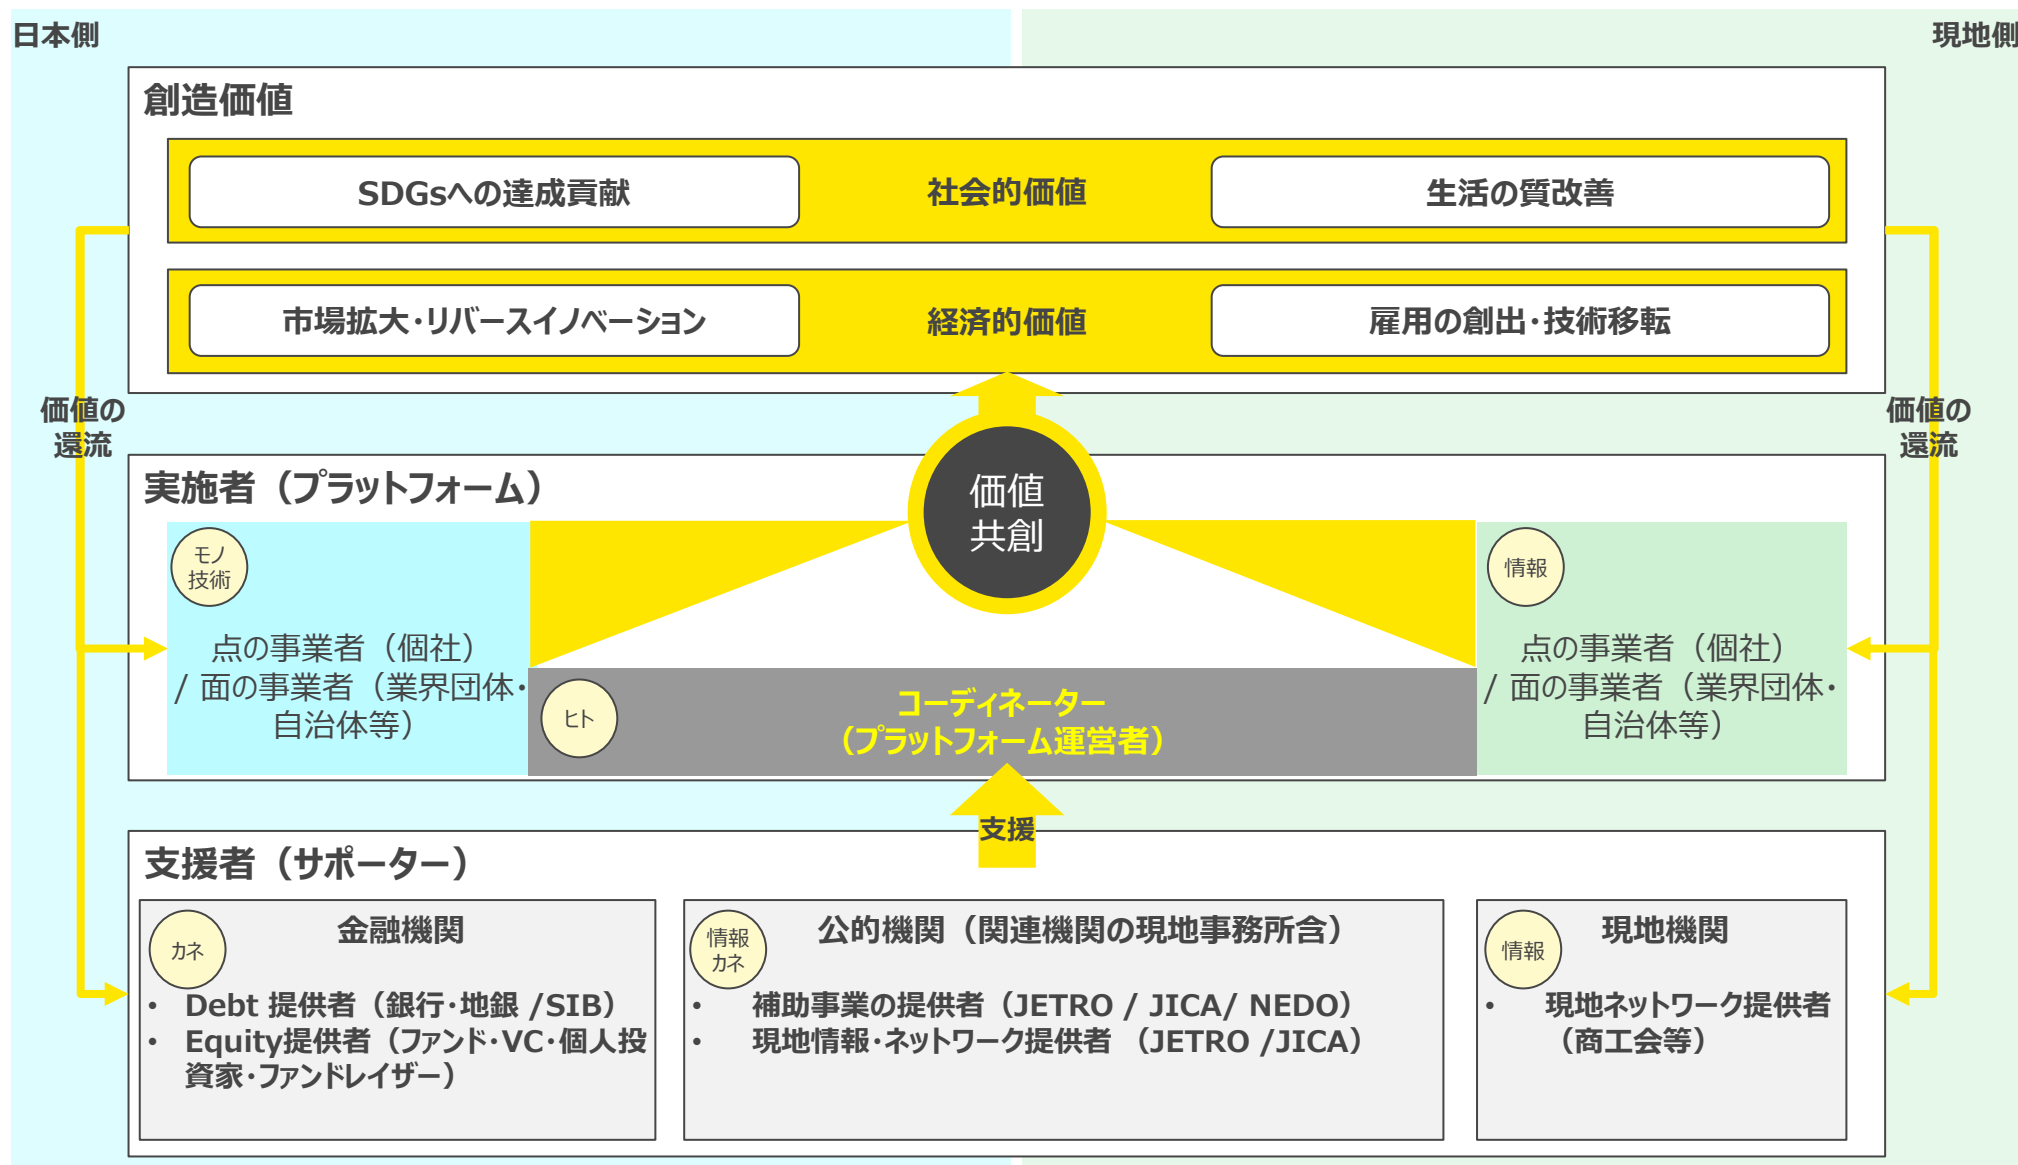 日本側
現地側
創造価値
SDGsへの達成貢献
社会的価値
生活の質改善
市場拡大・リバースイノベーション
経済的価値
雇用の創出・技術移転
価値の
還流
価値の
還流
実施者（プラットフォーム）
価値
共創
モノ
技術
点の事業者（個社）
/ 面の事業者（業界団体・
自治体等）
情報
点の事業者（個社）
/ 面の事業者（業界団体・
自治体等）
ヒト
コーディネーター
（プラットフォーム運営者）
支援
支援者（サポーター）
カネ
金融機関
• Debt 提供者（銀行・地銀 /SIB）
• Equity提供者（ファンド・VC・個人投
資家・ファンドレイザー）
情報
カネ
公的機関（関連機関の現地事務所含）
• 補助事業の提供者（JETRO / JICA/ NEDO）
• 現地情報・ネットワーク提供者 （JETRO /JICA）
情報
現地機関
• 現地ネットワーク提供者
（商工会等）